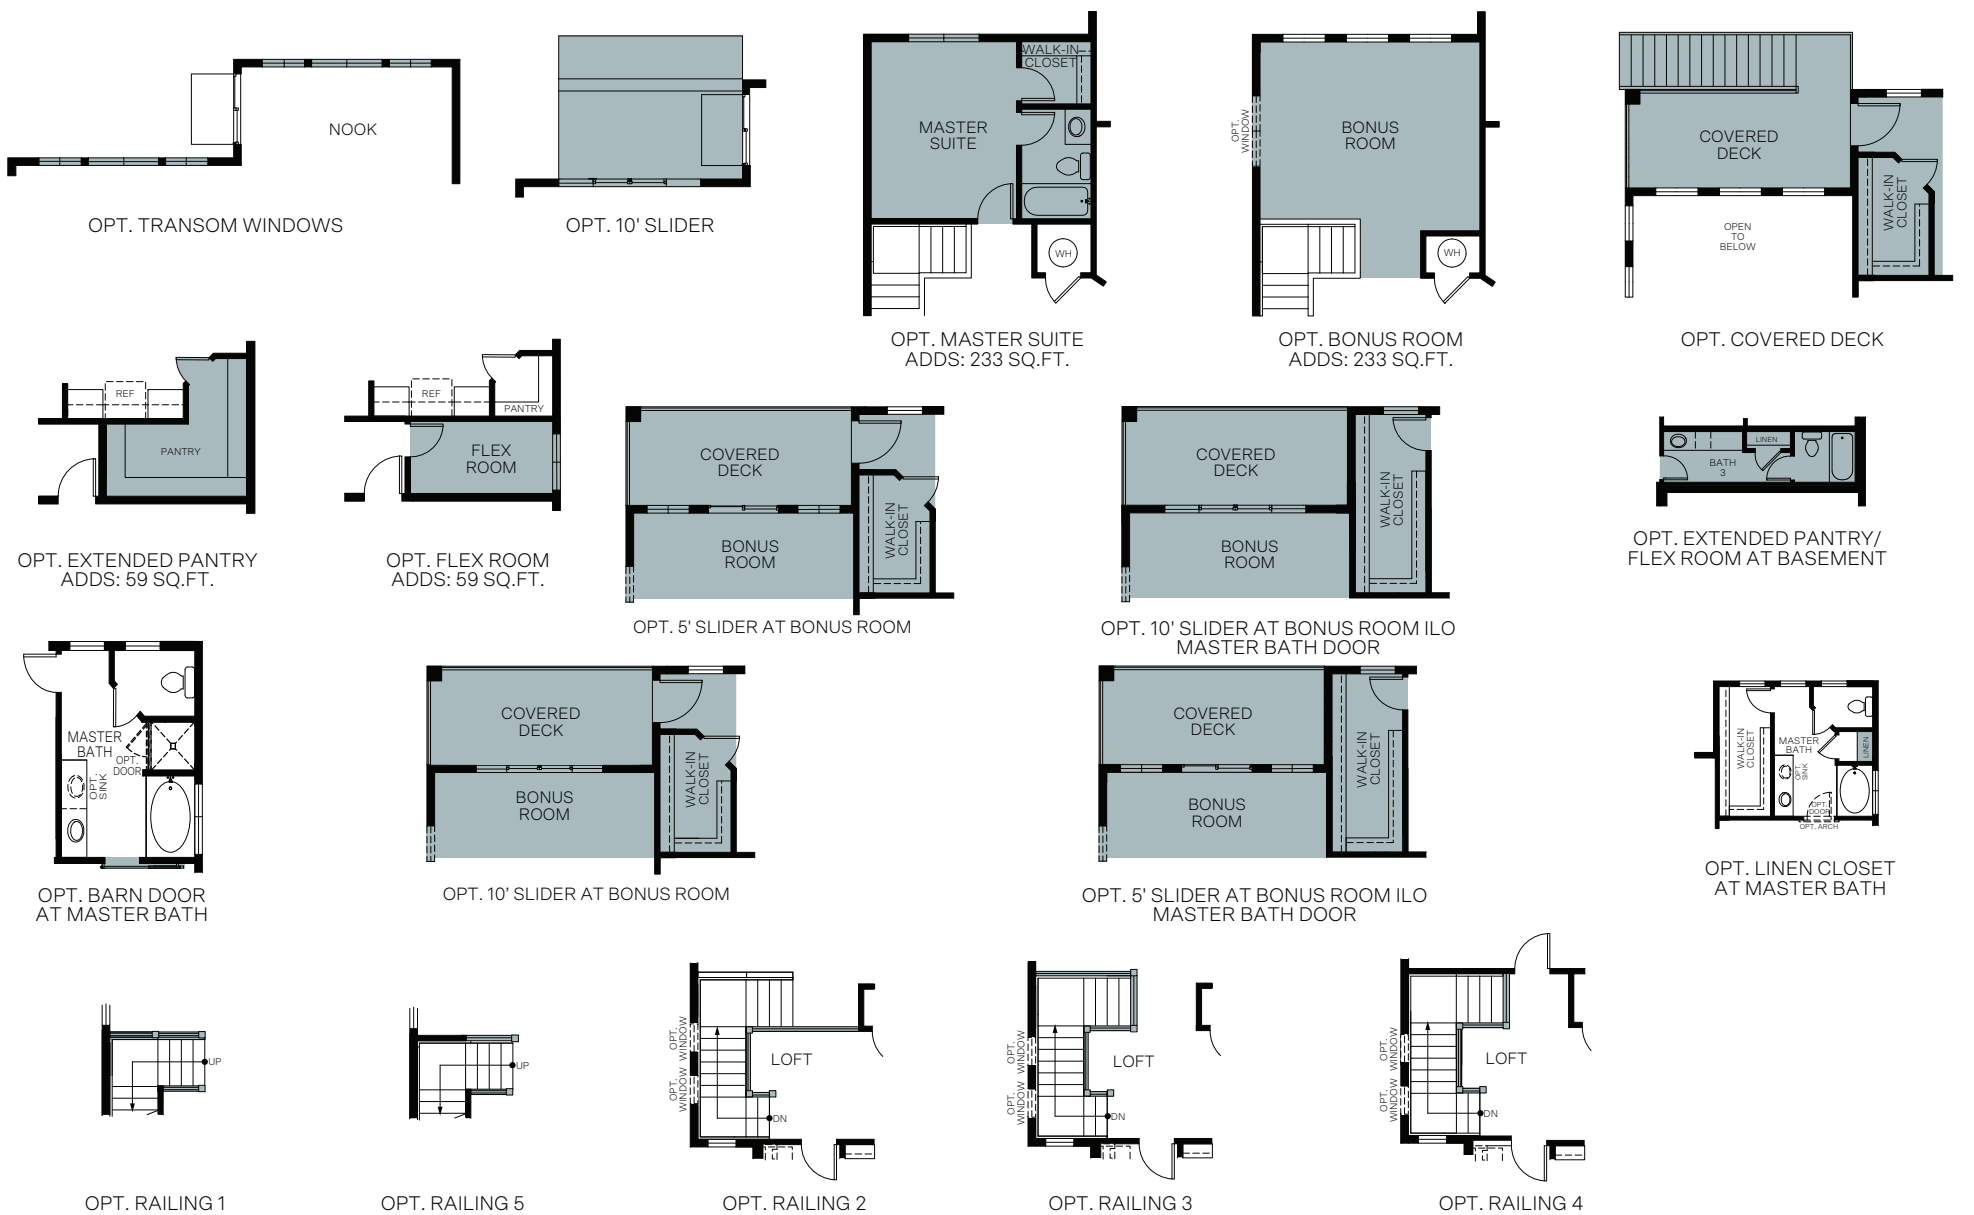 NOOK
OPT. TRANSOM WINDOWS
OPT. 10' SLIDER
MASTER
SUITE
WALK-IN
CLOSET
WH
OPT. MASTER SUITE
ADDS: 233 SQ.FT.
OPT.
WINDOW
BONUS
ROOM
WH
OPT. BONUS ROOM
ADDS: 233 SQ.FT.
COVERED
DECK
WALK-IN
CLOSET
OPEN
TO
BELOW
OPT. COVERED DECK
REF
PANTRY
OPT. EXTENDED PANTRY
ADDS: 59 SQ.FT.
REF
PANTRY
FLEX
ROOM
OPT. FLEX ROOM
ADDS: 59 SQ.FT.
COVERED
DECK
BONUS
ROOM
WALK-IN
CLOSET
OPT. 5' SLIDER AT BONUS ROOM
COVERED
DECK
BONUS
ROOM
WALK-IN
CLOSET
OPT. 10' SLIDER AT BONUS ROOM ILO
MASTER BATH DOOR
LINEN
BATH
3
OPT. EXTENDED PANTRY/
FLEX ROOM AT BASEMENT
MASTER
BATH
OPT.
DOOR
OPT.
SINK
OPT. BARN DOOR
AT MASTER BATH
COVERED
DECK
BONUS
ROOM
WALK-IN
CLOSET
OPT. 10' SLIDER AT BONUS ROOM
COVERED
DECK
BONUS
ROOM
WALK-IN
CLOSET
OPT. 5' SLIDER AT BONUS ROOM ILO
MASTER BATH DOOR
WALK-IN
CLOSET
MASTER
BATH
LINEN
OPT.
SINK
OPT.
DOOR
OPT. ARCH
OPT. LINEN CLOSET
AT MASTER BATH
UP
OPT. RAILING 1
UP
OPT. RAILING 5
OPT.
WINDOW
OPT.
WINDOW
LOFT
DN
OPT. RAILING 2
OPT.
WINDOW
OPT.
WINDOW
LOFT
DN
OPT. RAILING 3
OPT.
WINDOW
OPT.
WINDOW
LOFT
DN
OPT. RAILING 4